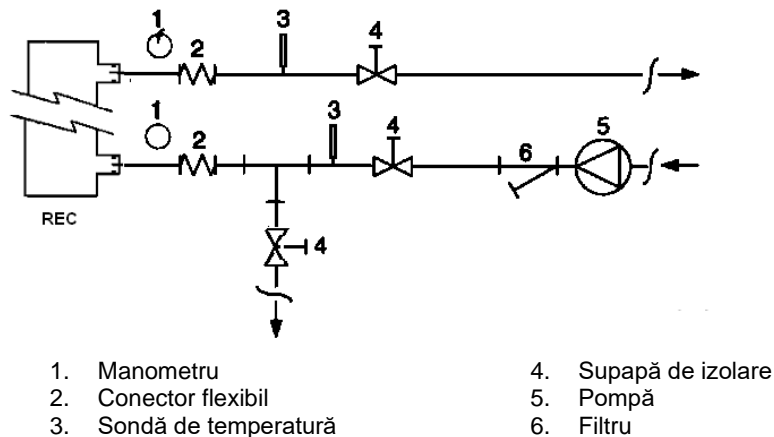 1
2
3
4
1
2
3
4
6
5
REC
4
1. Manometru
2. Conector flexibil
3. Sondă de temperatură
4. Supapă de izolare
5. Pompă
6. Filtru